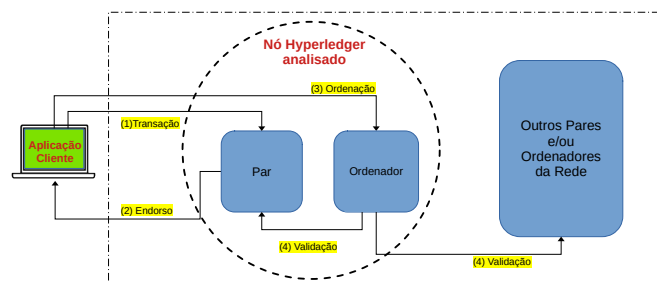 Nó Hyperledger
analisado
(3) Ordenação
(1)Transação
Aplicação
Cliente
Par
Ordenador
Outros Pares
e/ou
Ordenadores
da Rede
(2) Endorso
(4) Validação
(4) Validação